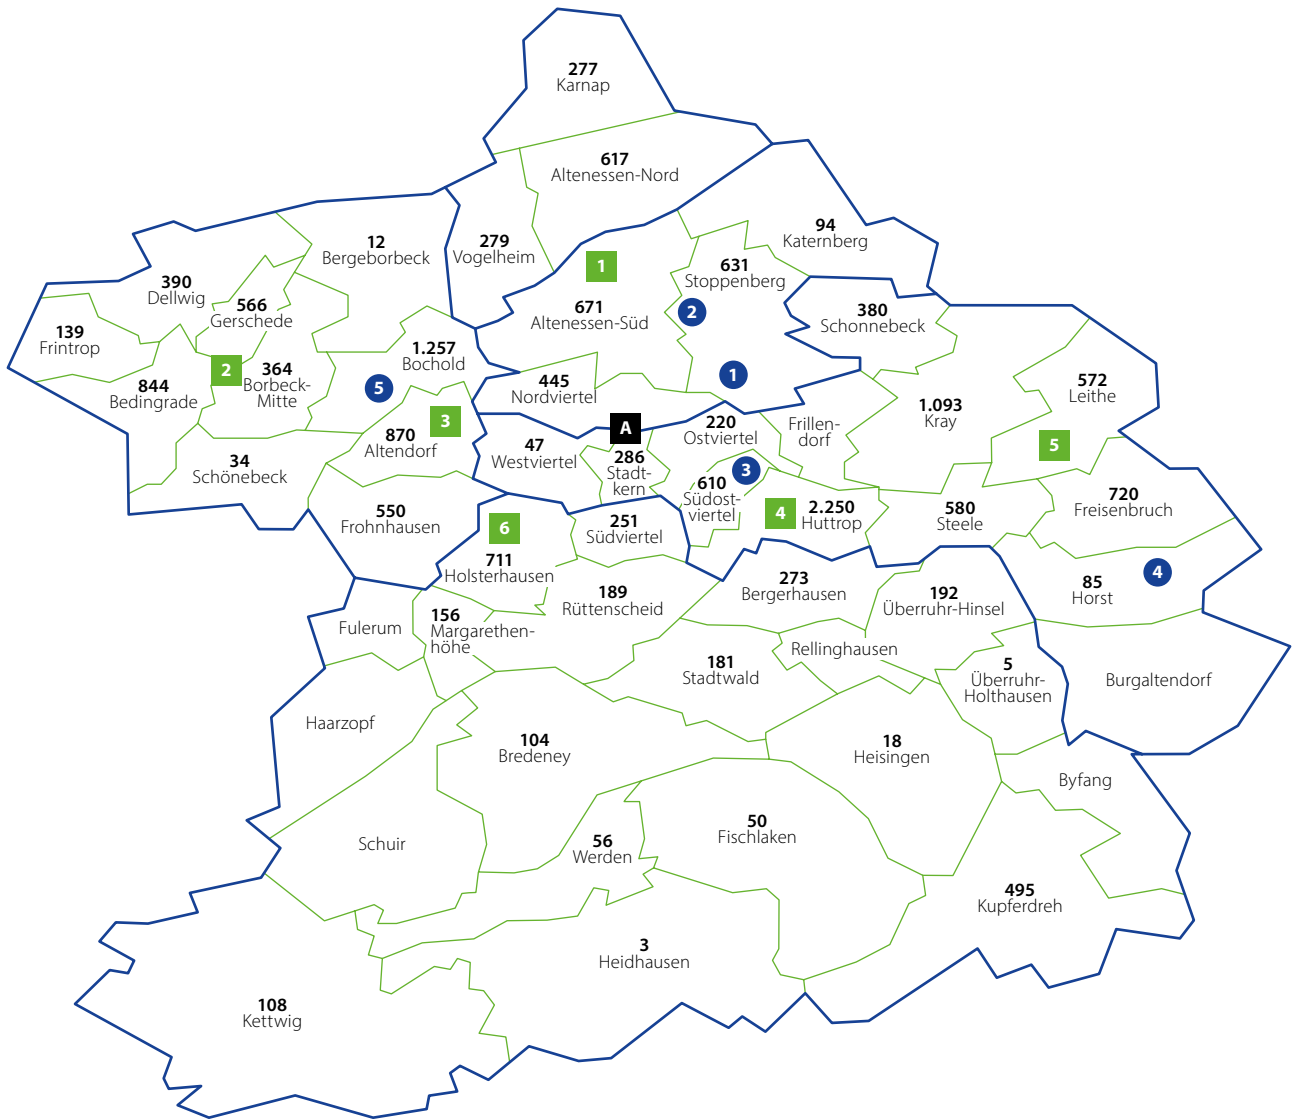 277
Karnap
617
Altenessen-Nord
94
Katernberg
12
Bergeborbeck
279
Vogelheim
1
631
Stoppenberg
390
Dellwig
566
Gerschede
671
Altenessen-Süd
2
380
Schonnebeck
139
Frintrop
1.257
Bochold
2
364
Borbeck-
Mitte
844
Bedingrade
5
445
Nordviertel
1
572
Leithe
1.093
Kray
3
870
Altendorf
A
220
Ostviertel
Frillen-
dorf
5
47
Westviertel
286
Stadt-
kern
3
34
Schönebeck
610
Südost-
viertel
4
2.250
Huttrop
580
Steele
720
Freisenbruch
550
Frohnhausen
6
251
Südviertel
711
Holsterhausen
189
Rüttenscheid
273
Bergerhausen
192
Überruhr-Hinsel
85
Horst
4
Fulerum
156
Margarethen-
höhe
Rellinghausen
181
Stadtwald
5
Überruhr-
Holthausen
Burgaltendorf
Haarzopf
104
Bredeney
18
Heisingen
Byfang
Schuir
56
Werden
50
Fischlaken
495
Kupferdreh
3
Heidhausen
108
Kettwig